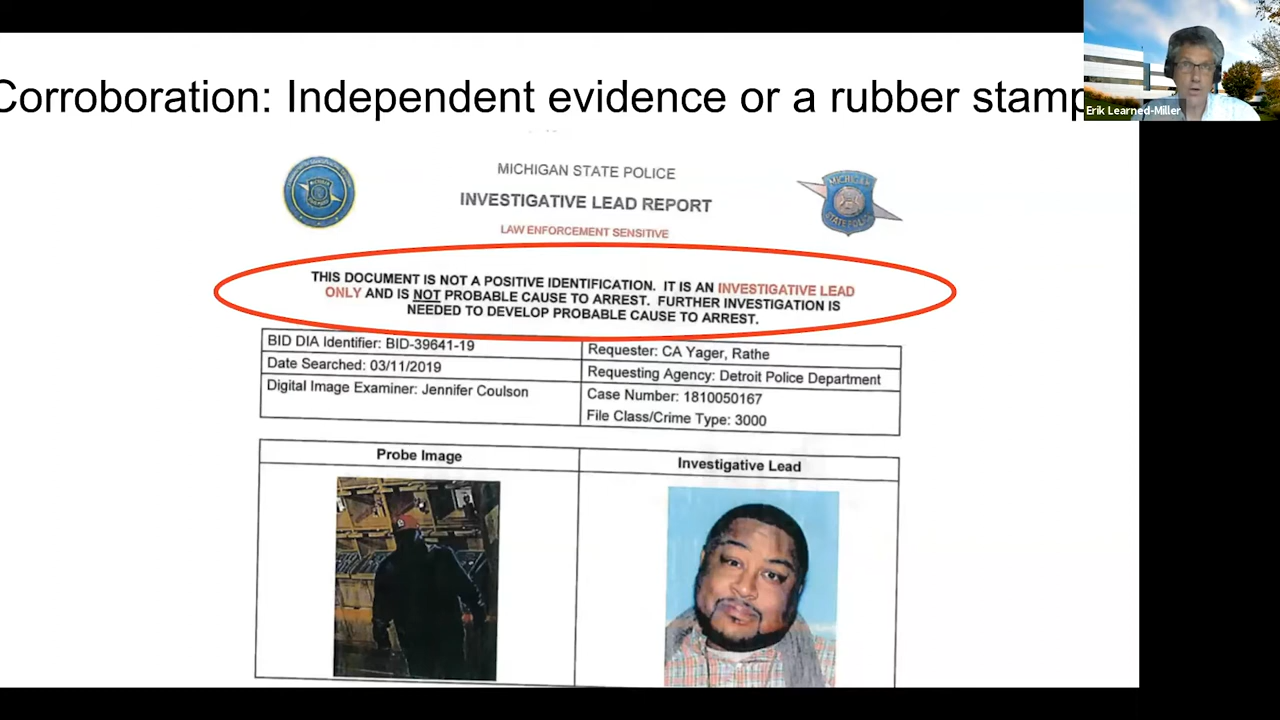 Corroboration: Independent evidence or a rubber stamp
Erik Learned-Miller
MICHIGAN STATE POLICE
INVESTIGATIVE LEAD REPORT
LAW ENFORCEMENT SENSITIVE
THIS DOCUMENT IS NOT A POSITIVE IDENTIFICATION. IT IS AN INVESTIGATIVE LEAD
ONLY AND IS NOT PROBABLE CAUSE TO ARREST. FURTHER INVESTIGATION IS
NEEDED TO DEVELOP PROBABLE CAUSE TO ARREST.
BID DIA Identifier: BID-39641-19
Requester: CA Yager, Rathe
Date Searched: 03/11/2019
Requesting Agency: Detroit Police Department
Digital Image Examiner: Jennifer Coulson
Case Number: 1810050167
File Class/Crime Type: 3000
Probe Image
Investigative Lead
MICHIGAN
STATE POLICE